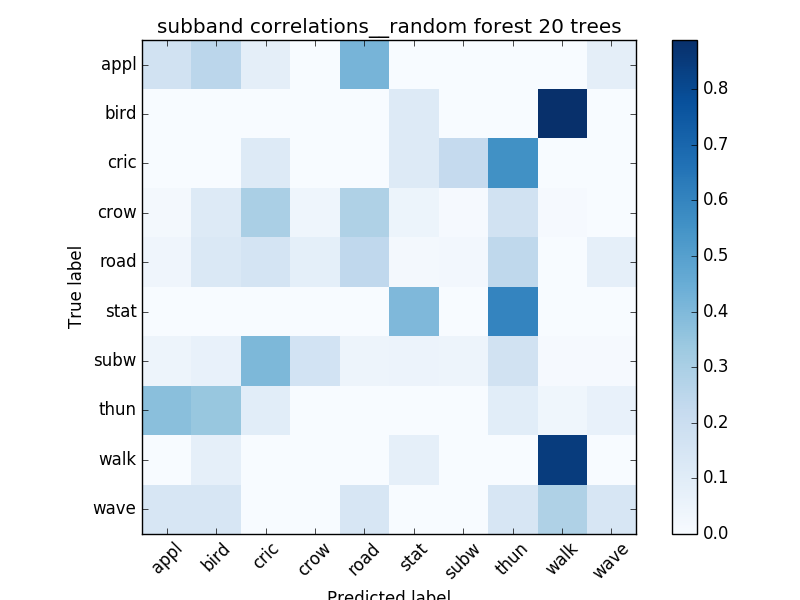 subband correlations__random forest 20 trees
appl
bird
cric
crow
road
stat
subw
thun
walk
wave
True label
appl
bird
cric
crow
road
stat
subw
thun
walk
wave
Predicted label
0.8
0.7
0.6
0.5
0.4
0.3
0.2
0.1
0.0